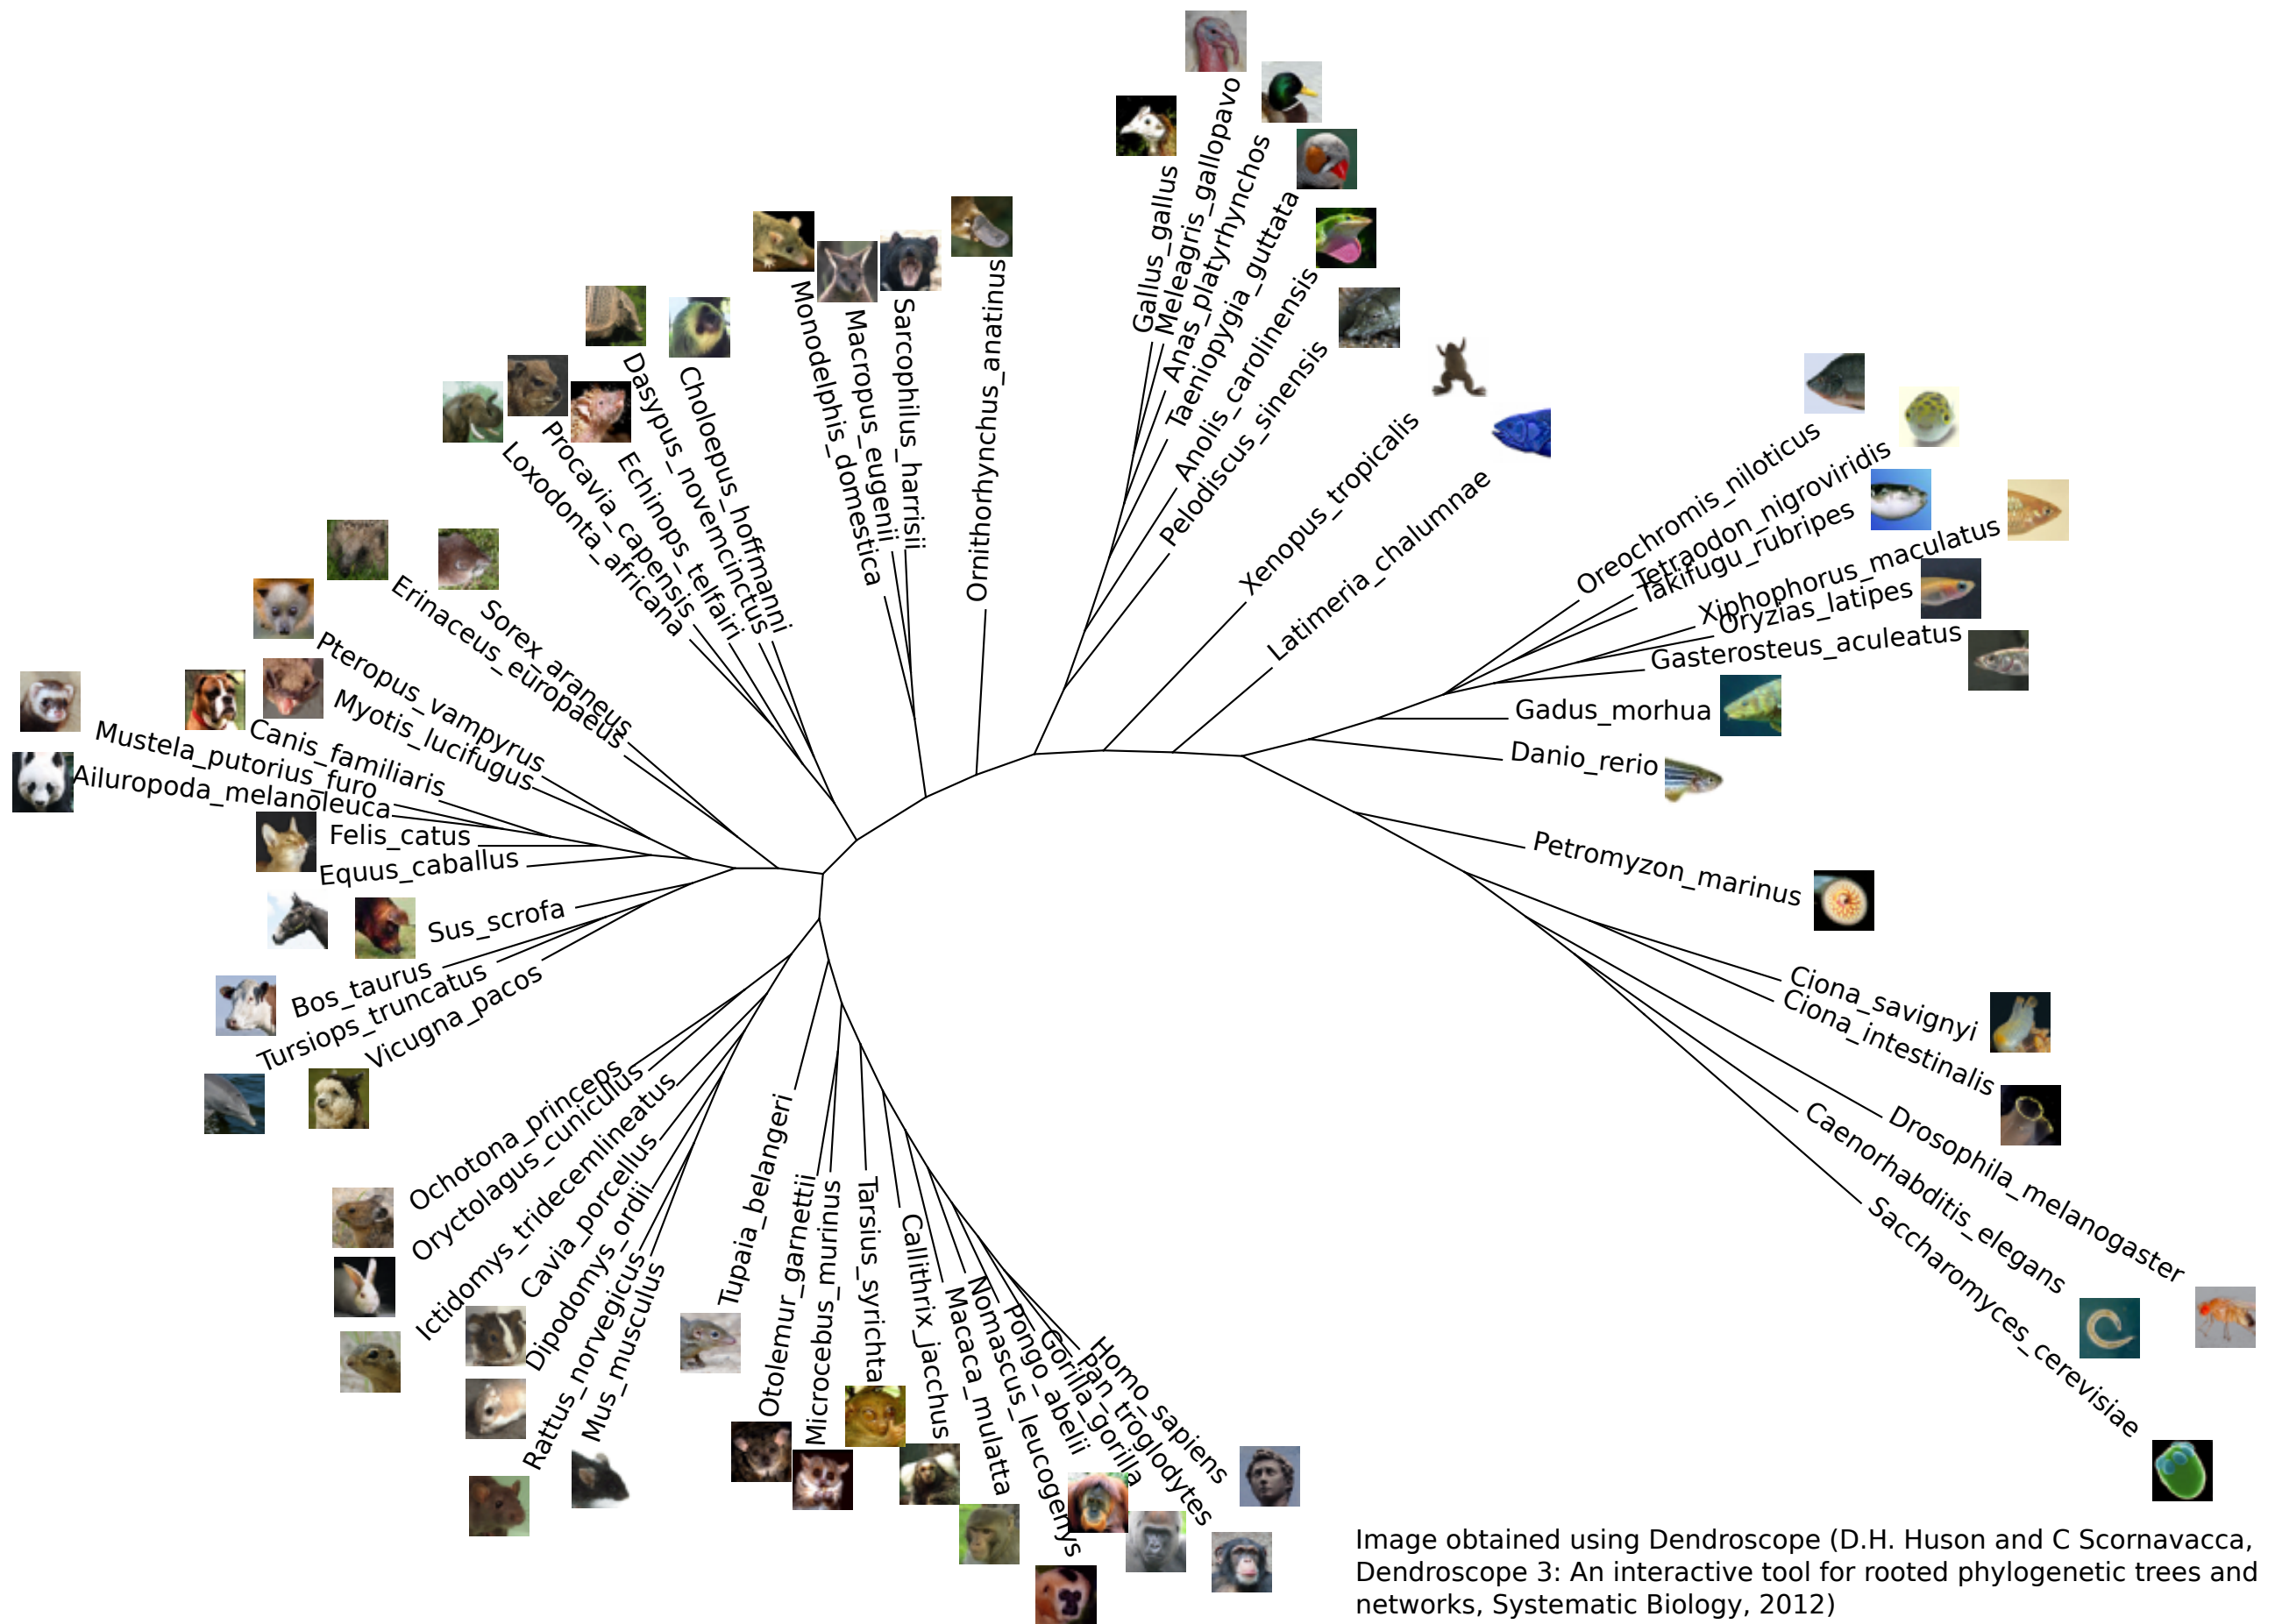 Gallus_gallus
Meleagris_gallopavo
Anas_platyrhynchos
Taeniopygia_guttata
Anolis_carolinensis
Pelodiscus_sinensis
Xenopus_tropicalis
Latimeria_chalumnae
Oreochromis_niloticus
Tetraodon_nigroviridis
Takifugu_rubripes
Xiphophorus_maculatus
Oryzias_latipes
Gasterosteus_aculeatus
Gadus_morhua
Danio_rerio
Petromyzon_marinus
Ciona_savignyi
Ciona_intestinalis
Drosophila_melanogaster
Caenorhabditis_elegans
Saccharomyces_cerevisiae
Homo_sapiens
Pan_troglodytes
Gorilla_gorilla
Pongo_abelii
Nomascus_leucogenys
Macaca_mulatta
Callithrix_jacchus
Tarsius_syrichta
Microcebus_murinus
Otolemur_garnettii
Tupaia_belangeri
Mus_musculus
Rattus_norvegicus
Dipodomys_ordii
Cavia_porcellus
Ictidomys_tridecemlineatus
Oryctolagus_cuniculus
Ochotona_princeps
Vicugna_pacos
Tursiops_truncatus
Bos_taurus
Sus_scrofa
Equus_caballus
Felis_catus
Ailuropoda_melanoleuca
Mustela_putorius_furo
Canis_familiaris
Myotis_lucifugus
Pteropus_vampyrus
Erinaceus_europaeus
Sorex_araneus
Loxodonta_africana
Procavia_capensis
Echinops_telfairi
Dasypus_novemcinctus
Choloepus_hoffmanni
Monodelphis_domestica
Macropus_eugenii
Sarcophilus_harrisii
Ornithorhynchus_anatinus
Image obtained using Dendroscope (D.H. Huson and C Scornavacca,
Dendroscope 3: An interactive tool for rooted phylogenetic trees and
networks, Systematic Biology, 2012)